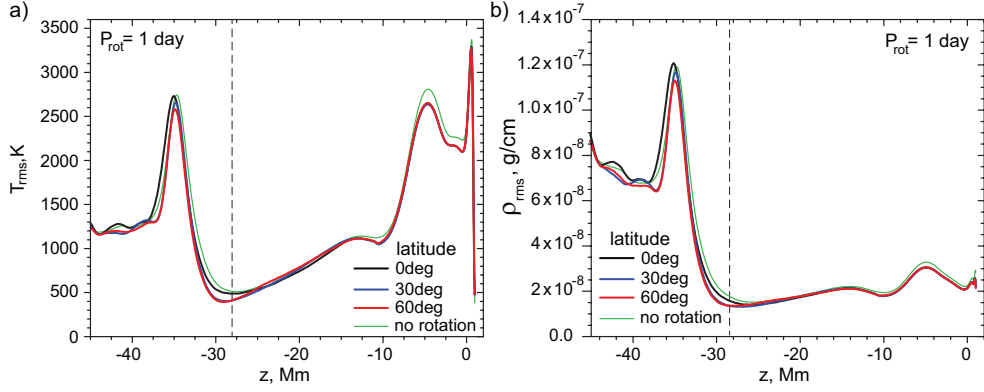 a)
P_rot= 1 day
T_rms,K
3500
3000
2500
2000
1500
1000
500
0
latitude
0deg
30deg
60deg
no rotation
-40
-30
-20
-10
0
z, Mm
b)
P_rot= 1 day
ρ_rms, g/cm
1.4x10^-7
1.2x10^-7
1.0x10^-7
8.0x10^-8
6.0x10^-8
4.0x10^-8
2.0x10^-8
0.0
latitude
0deg
30deg
60deg
no rotation
-40
-30
-20
-10
0
z, Mm